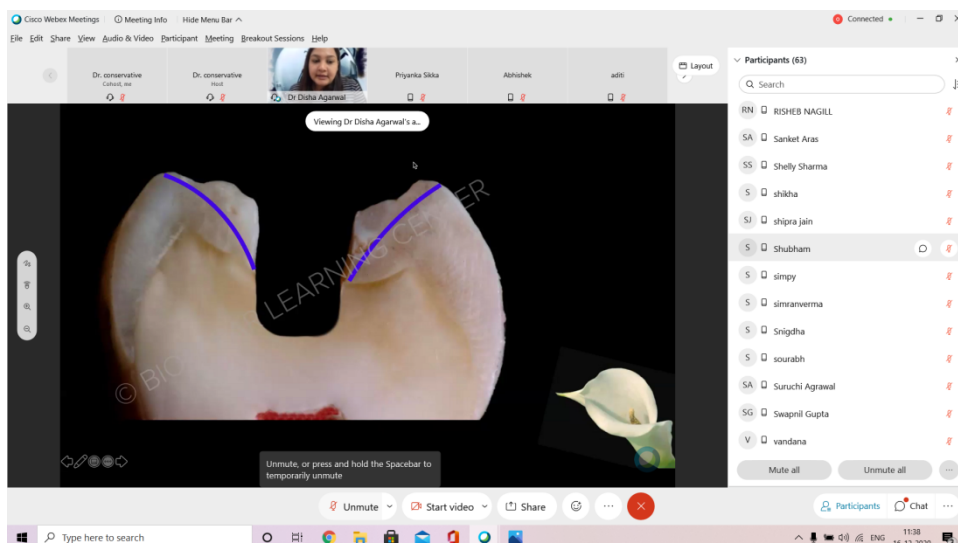 Cisco Webex Meetings Meeting Info Hide Menu Bar Connected
File Edit Share View Audio & Video Participant Meeting Breakout Sessions Help
Dr. conservative
Cohost, me
Dr. conservative
Host
Dr Disha Agarwal
Priyanka Sikka
Abhishek
aditi
Layout
Viewing Dr Disha Agarwal's a...
LEARNING CENTER
© BIO
Unmute, or press and hold the Spacebar to
temporarily unmute
Participants (63)
Search
RN RISHEB NAGILL
SA Sanket Aras
SS Shelly Sharma
S shikha
SJ shipra jain
S Shubham
S simpy
S simranverma
S Snigdha
S sourabh
SA Suruchi Agrawal
SG Swapnil Gupta
V vandana
Mute all Unmute all
Unmute Start video Share Participants Chat
Type here to search ENG 11:38
16-12-2020